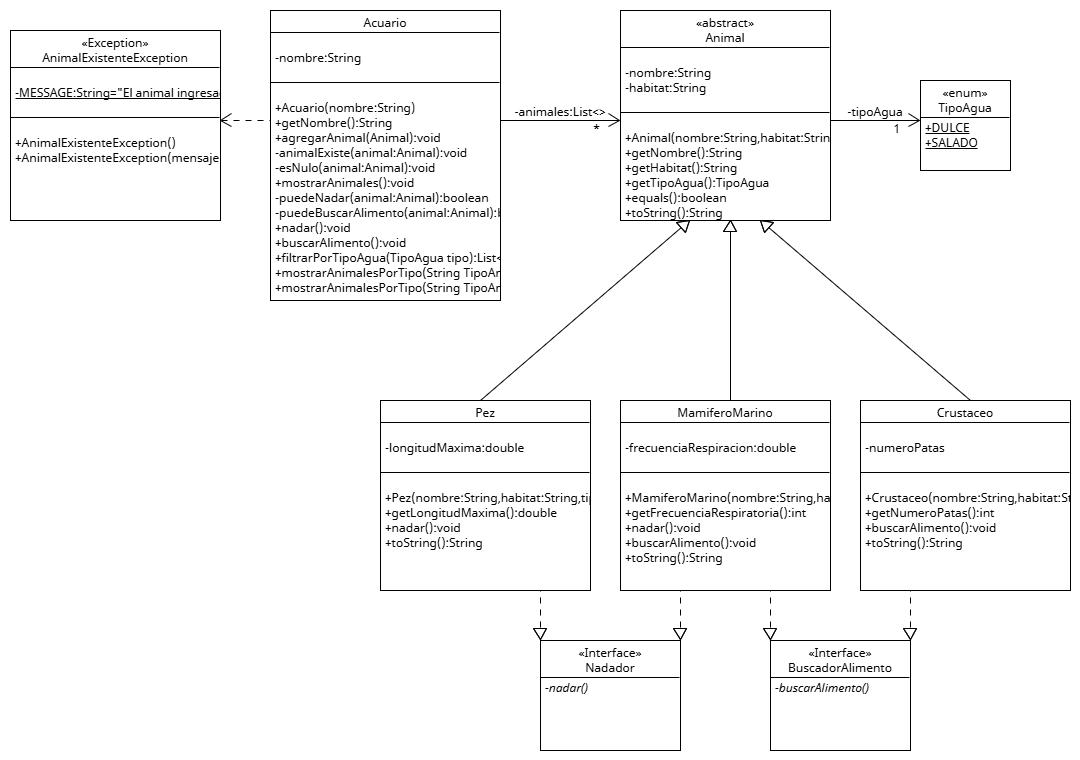 «Exception»
AnimalExistenteException
-MESSAGE:String="El animal ingresa
+AnimalExistenteException()
+AnimalExistenteException(mensaje
Acuario
-nombre:String
+Acuario(nombre:String)
+getNombre():String
+agregarAnimal(Animal):void
-animalExiste(animal:Animal):void
-esNulo(animal:Animal):void
+mostrarAnimales():void
-puedeNadar(animal:Animal):boolean
-puedeBuscarAlimento(animal:Animal):b
+nadar():void
+buscarAlimento():void
+filtrarPorTipoAgua(TipoAgua tipo):List<
+mostrarAnimalesPorTipo(String TipoAn
+mostrarAnimalesPorTipo(String TipoAn
-animales:List<>
*
«abstract»
Animal
-nombre:String
-habitat:String
+Animal(nombre:String,habitat:Strin
+getNombre():String
+getHabitat():String
+getTipoAgua():TipoAgua
+equals():boolean
+toString():String
-tipoAgua
1
«enum»
TipoAgua
+DULCE
+SALADO
Pez
-longitudMaxima:double
+Pez(nombre:String,habitat:String,tip
+getLongitudMaxima():double
+nadar():void
+toString():String
MamiferoMarino
-frecuenciaRespiracion:double
+MamiferoMarino(nombre:String,ha
+getFrecuenciaRespiratoria():int
+nadar():void
+buscarAlimento():void
+toString():String
Crustaceo
-numeroPatas
+Crustaceo(nombre:String,habitat:St
+getNumeroPatas():int
+buscarAlimento():void
+toString():String
«Interface»
Nadador
-nadar()
«Interface»
BuscadorAlimento
-buscarAlimento()